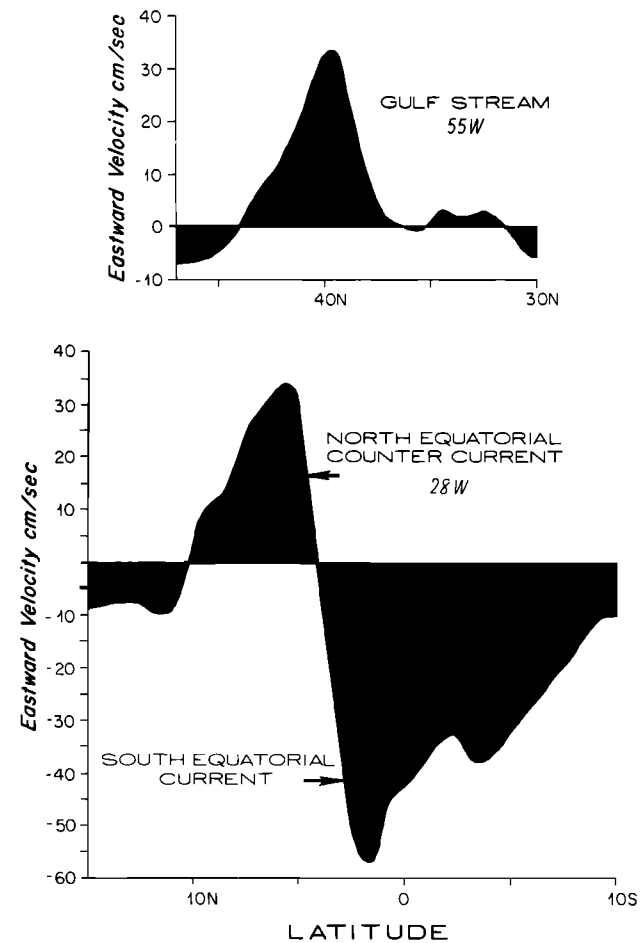 Eastward Velocity cm/sec
40
30
20
10
0
-10
GULF STREAM
55W
40N
30N
Eastward Velocity cm/sec
40
30
20
10
-10
-20
-30
-40
-50
-60
NORTH EQUATORIAL
COUNTER CURRENT
28W
SOUTH EQUATORIAL
CURRENT
10N
0
10S
LATITUDE